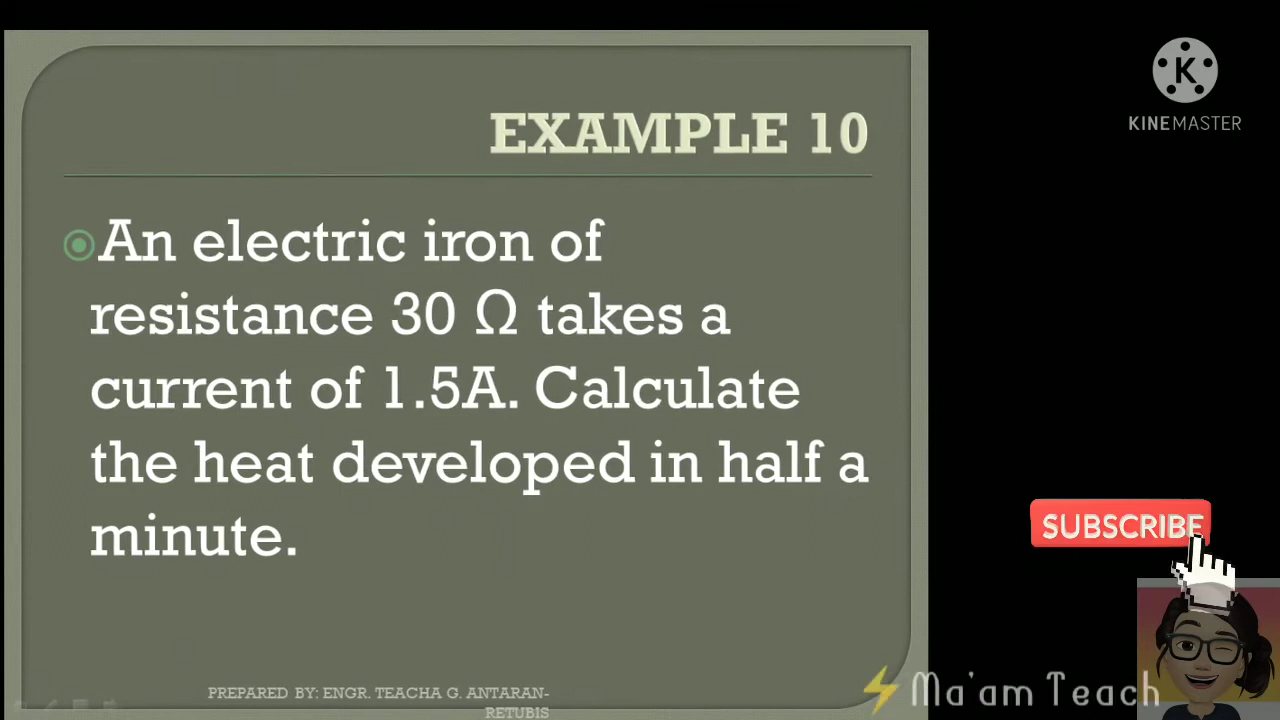 EXAMPLE 10
An electric iron of
resistance 30 Ω takes a
current of 1.5A. Calculate
the heat developed in half a
minute.
PREPARED BY: ENGR. TEACHA G. ANTARAN-
RETUBIS
K
KINEMASTER
SUBSCRIBE
Ma'am Teach